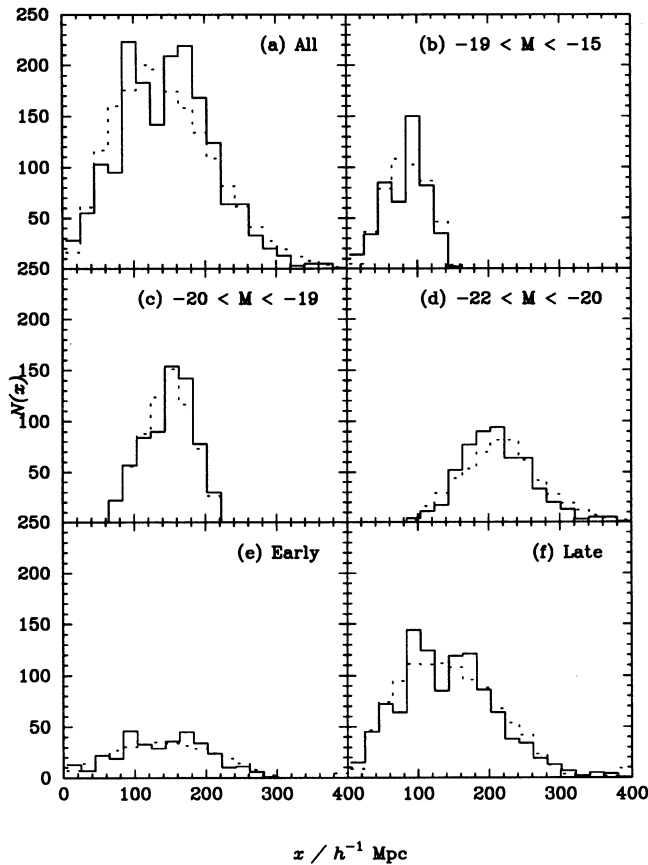 250
200
150
100
50
250
200
150
100
50
250
200
150
100
50
0
(a) All
(b) -19 < M < -15
(c) -20 < M < -19
(d) -22 < M < -20
(e) Early
(f) Late
N(x)
0 100 200 300 400 0 100 200 300 400
x / h⁻¹ Mpc